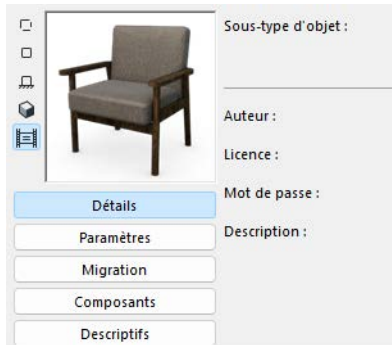 Sous-type d'objet :
Auteur :
Licence :
Mot de passe :
Description :
Détails
Paramètres
Migration
Composants
Descriptifs